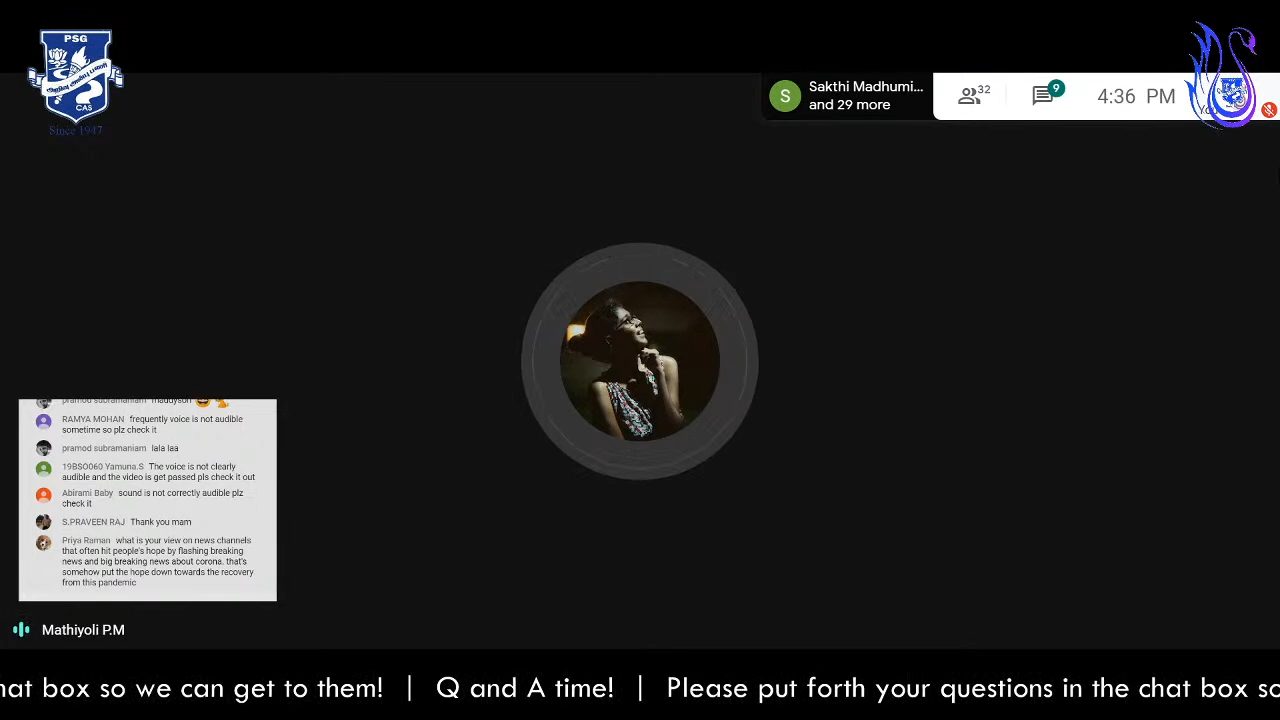 PSG
CAS
Since 1947
S
Sakthi Madhumi...
and 29 more
32
9
4:36 PM
pramod subramaniam maddyson
RAMYA MOHAN frequently voice is not audible
sometime so plz check it
pramod subramaniam lala laa
19BSO060 Yamuna.S The voice is not clearly
audible and the video is get passed pls check it out
Abirami Baby sound is not correctly audible plz
check it
S.PRAVEEN RAJ Thank you mam
Priya Raman what is your view on news channels
that often hit people's hope by flashing breaking
news and big breaking news about corona. that's
somehow put the hope down towards the recovery
from this pandemic
Mathiyoli P.M
hat box so we can get to them! | Q and A time! | Please put forth your questions in the chat box so